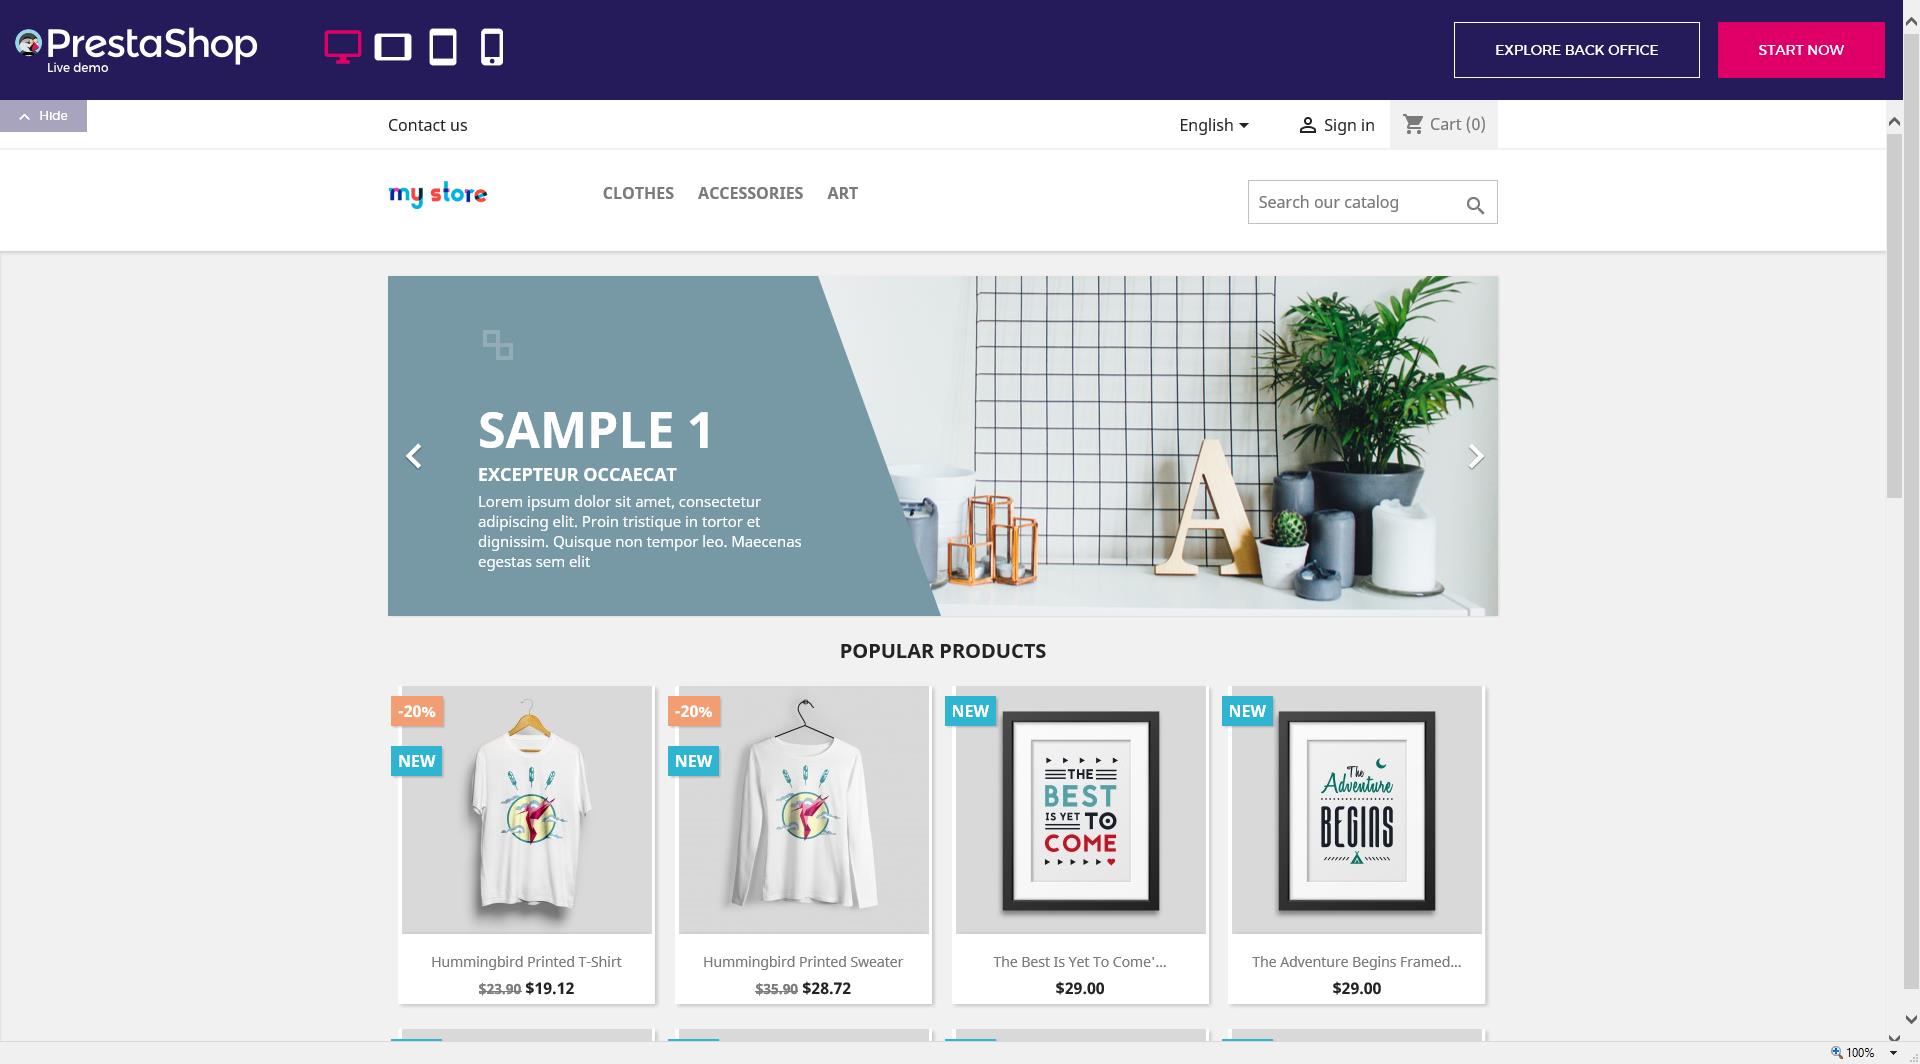 PrestaShop
Live demo
EXPLORE BACK OFFICE
START NOW
Hide
Contact us
English
Sign in
Cart (0)
my store
CLOTHES
ACCESSORIES
ART
Search our catalog
SAMPLE 1
EXCEPTEUR OCCAECAT
Lorem ipsum dolor sit amet, consectetur
adipiscing elit. Proin tristique in tortor et
dignissim. Quisque non tempor leo. Maecenas
egestas sem elit
A
POPULAR PRODUCTS
-20%
NEW
Hummingbird Printed T-Shirt
$23.90 $19.12
-20%
NEW
Hummingbird Printed Sweater
$35.90 $28.72
NEW
THE
BEST
IS YET TO
COME
The Best Is Yet To Come'...
$29.00
NEW
The
Adventure
BEGINS
The Adventure Begins Framed...
$29.00
100%